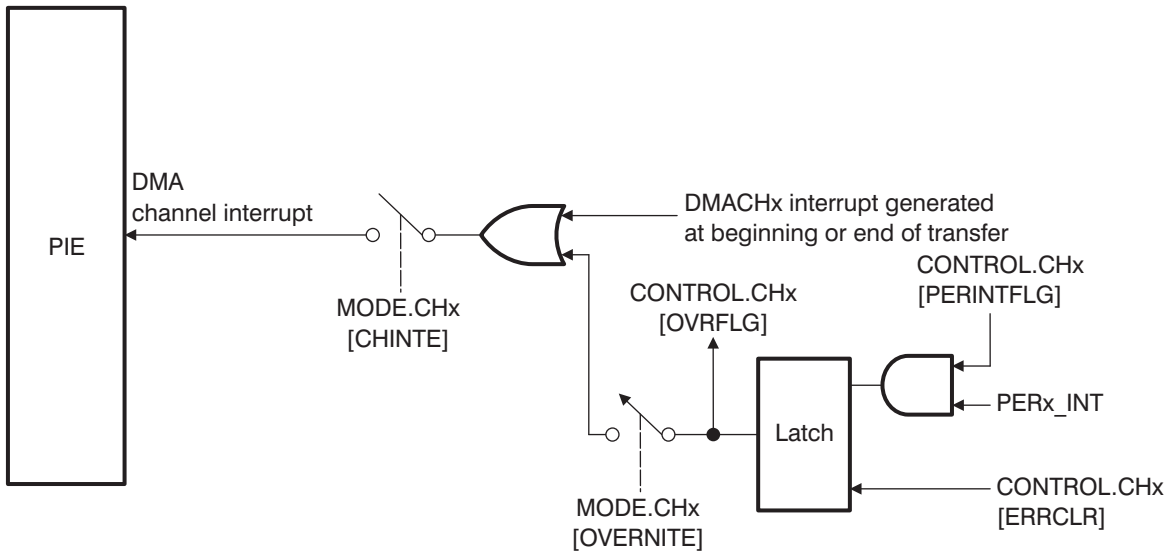 DMA
channel interrupt
PIE
DMACHx interrupt generated
at beginning or end of transfer
MODE.CHx
[CHINTE]
CONTROL.CHx
[OVRFLG]
CONTROL.CHx
[PERINTFLG]
PERx_INT
Latch
MODE.CHx
[OVERNITE]
CONTROL.CHx
[ERRCLR]